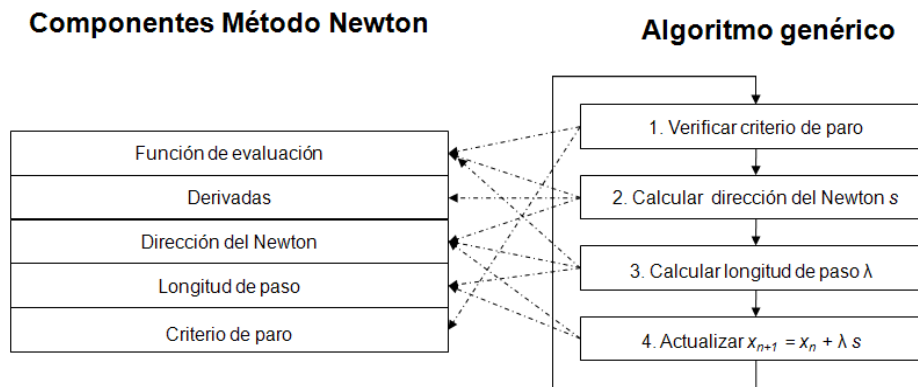 Componentes Método Newton
Función de evaluación
Derivadas
Dirección del Newton
Longitud de paso
Criterio de paro
Algoritmo genérico
1. Verificar criterio de paro
2. Calcular dirección del Newton s
3. Calcular longitud de paso λ
4. Actualizar xₙ₊₁ = xₙ + λ s